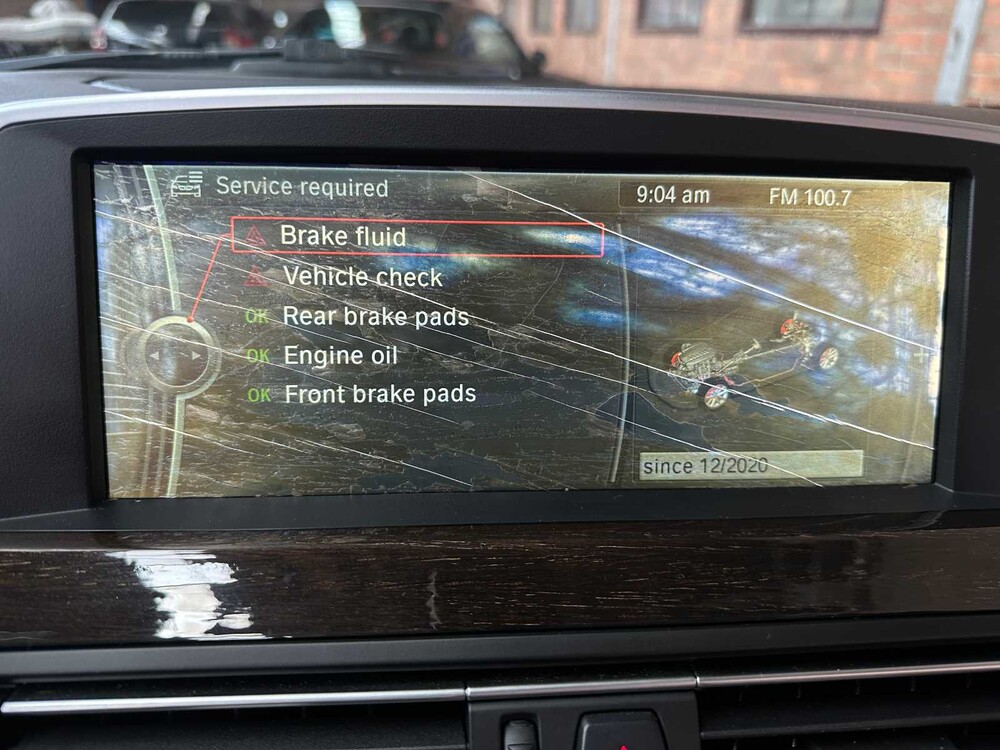 Service required
9:04 am
FM 100.7
Brake fluid
Vehicle check
OK Rear brake pads
OK Engine oil
OK Front brake pads
since 12/2020